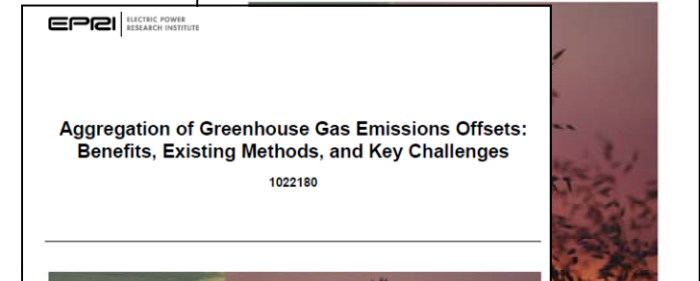 EPRI
ELECTRIC POWER
RESEARCH INSTITUTE
Aggregation of Greenhouse Gas Emissions Offsets:
Benefits, Existing Methods, and Key Challenges
1022180